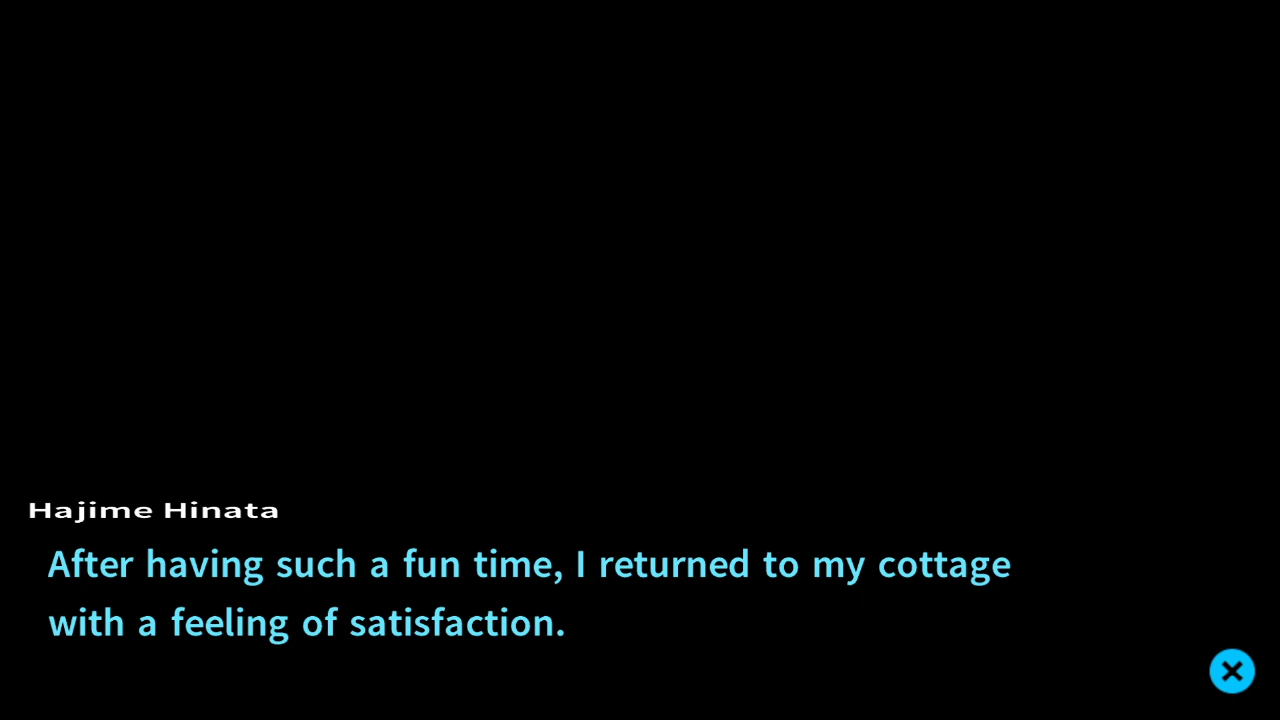 Hajime Hinata
After having such a fun time, I returned to my cottage
with a feeling of satisfaction.